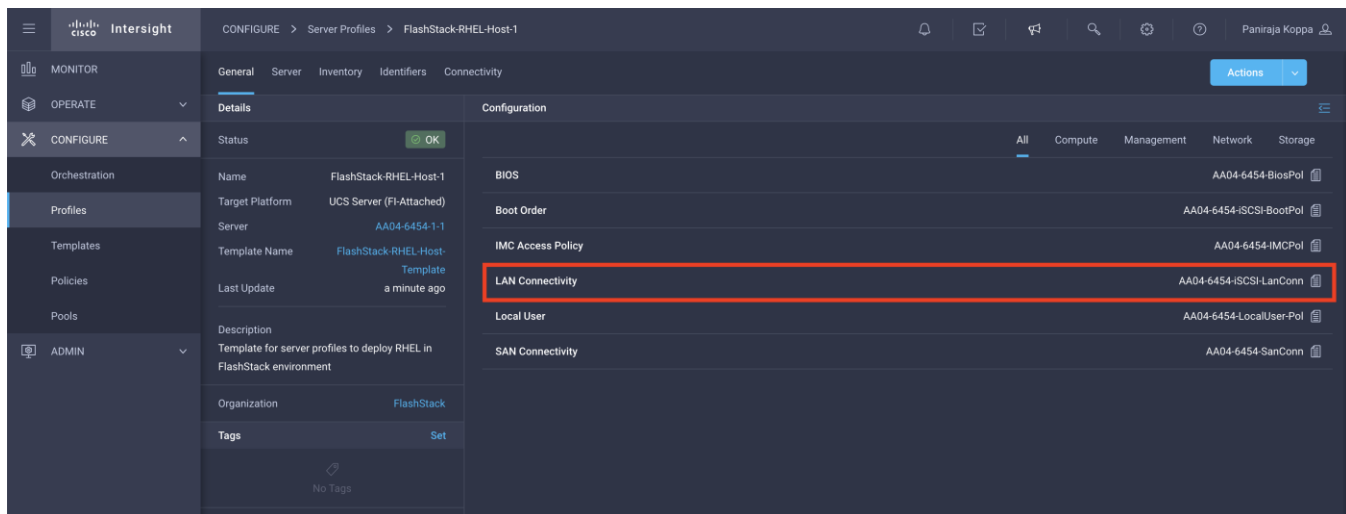 cisco Intersight
CONFIGURE > Server Profiles > FlashStack-RHEL-Host-1
Paniraja Koppa
MONITOR
OPERATE
CONFIGURE
Orchestration
Profiles
Templates
Policies
Pools
ADMIN
General Server Inventory Identifiers Connectivity
Actions
Details
Status OK
Name FlashStack-RHEL-Host-1
Target Platform UCS Server (FI-Attached)
Server AA04-6454-1-1
Template Name FlashStack-RHEL-Host-
Template
Last Update a minute ago
Description
Template for server profiles to deploy RHEL in
FlashStack environment
Organization FlashStack
Tags Set
No Tags
Configuration
All Compute Management Network Storage
BIOS AA04-6454-BiosPol
Boot Order AA04-6454-iSCSI-BootPol
IMC Access Policy AA04-6454-IMCPol
LAN Connectivity AA04-6454-iSCSI-LanConn
Local User AA04-6454-LocalUser-Pol
SAN Connectivity AA04-6454-SanConn